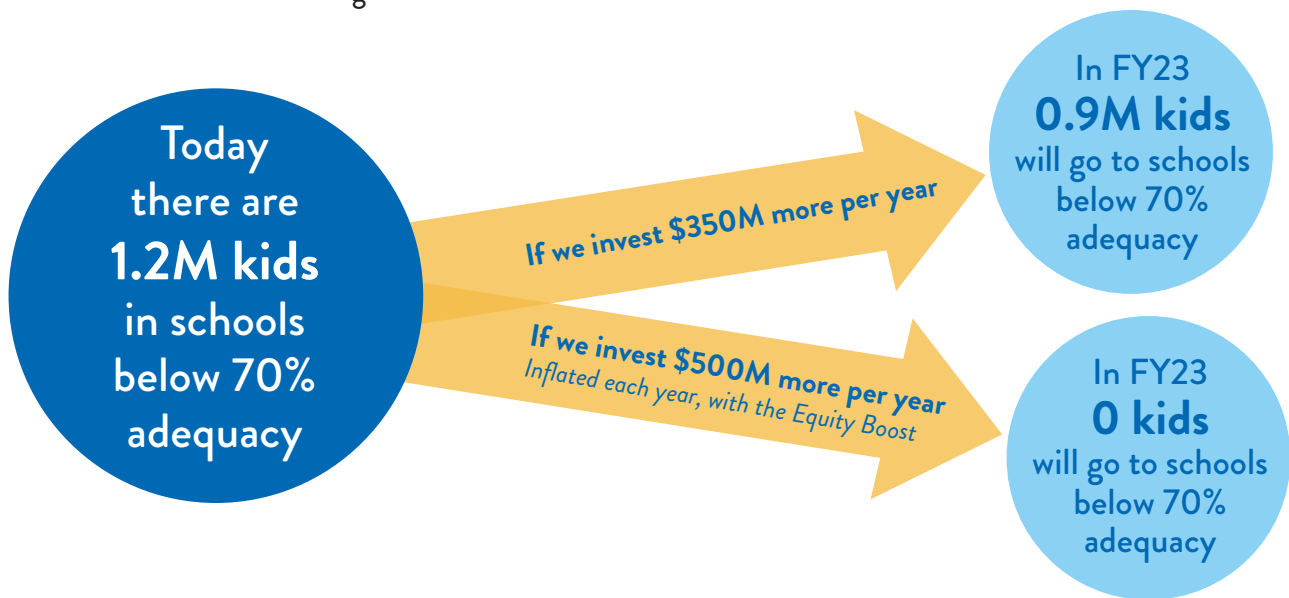 Today
there are
1.2M kids
in schools
below 70%
adequacy
If we invest $350M more per year
In FY23
0.9M kids
will go to schools
below 70%
adequacy
If we invest $500M more per year
Inflated each year, with the Equity Boost
In FY23
0 kids
will go to schools
below 70%
adequacy